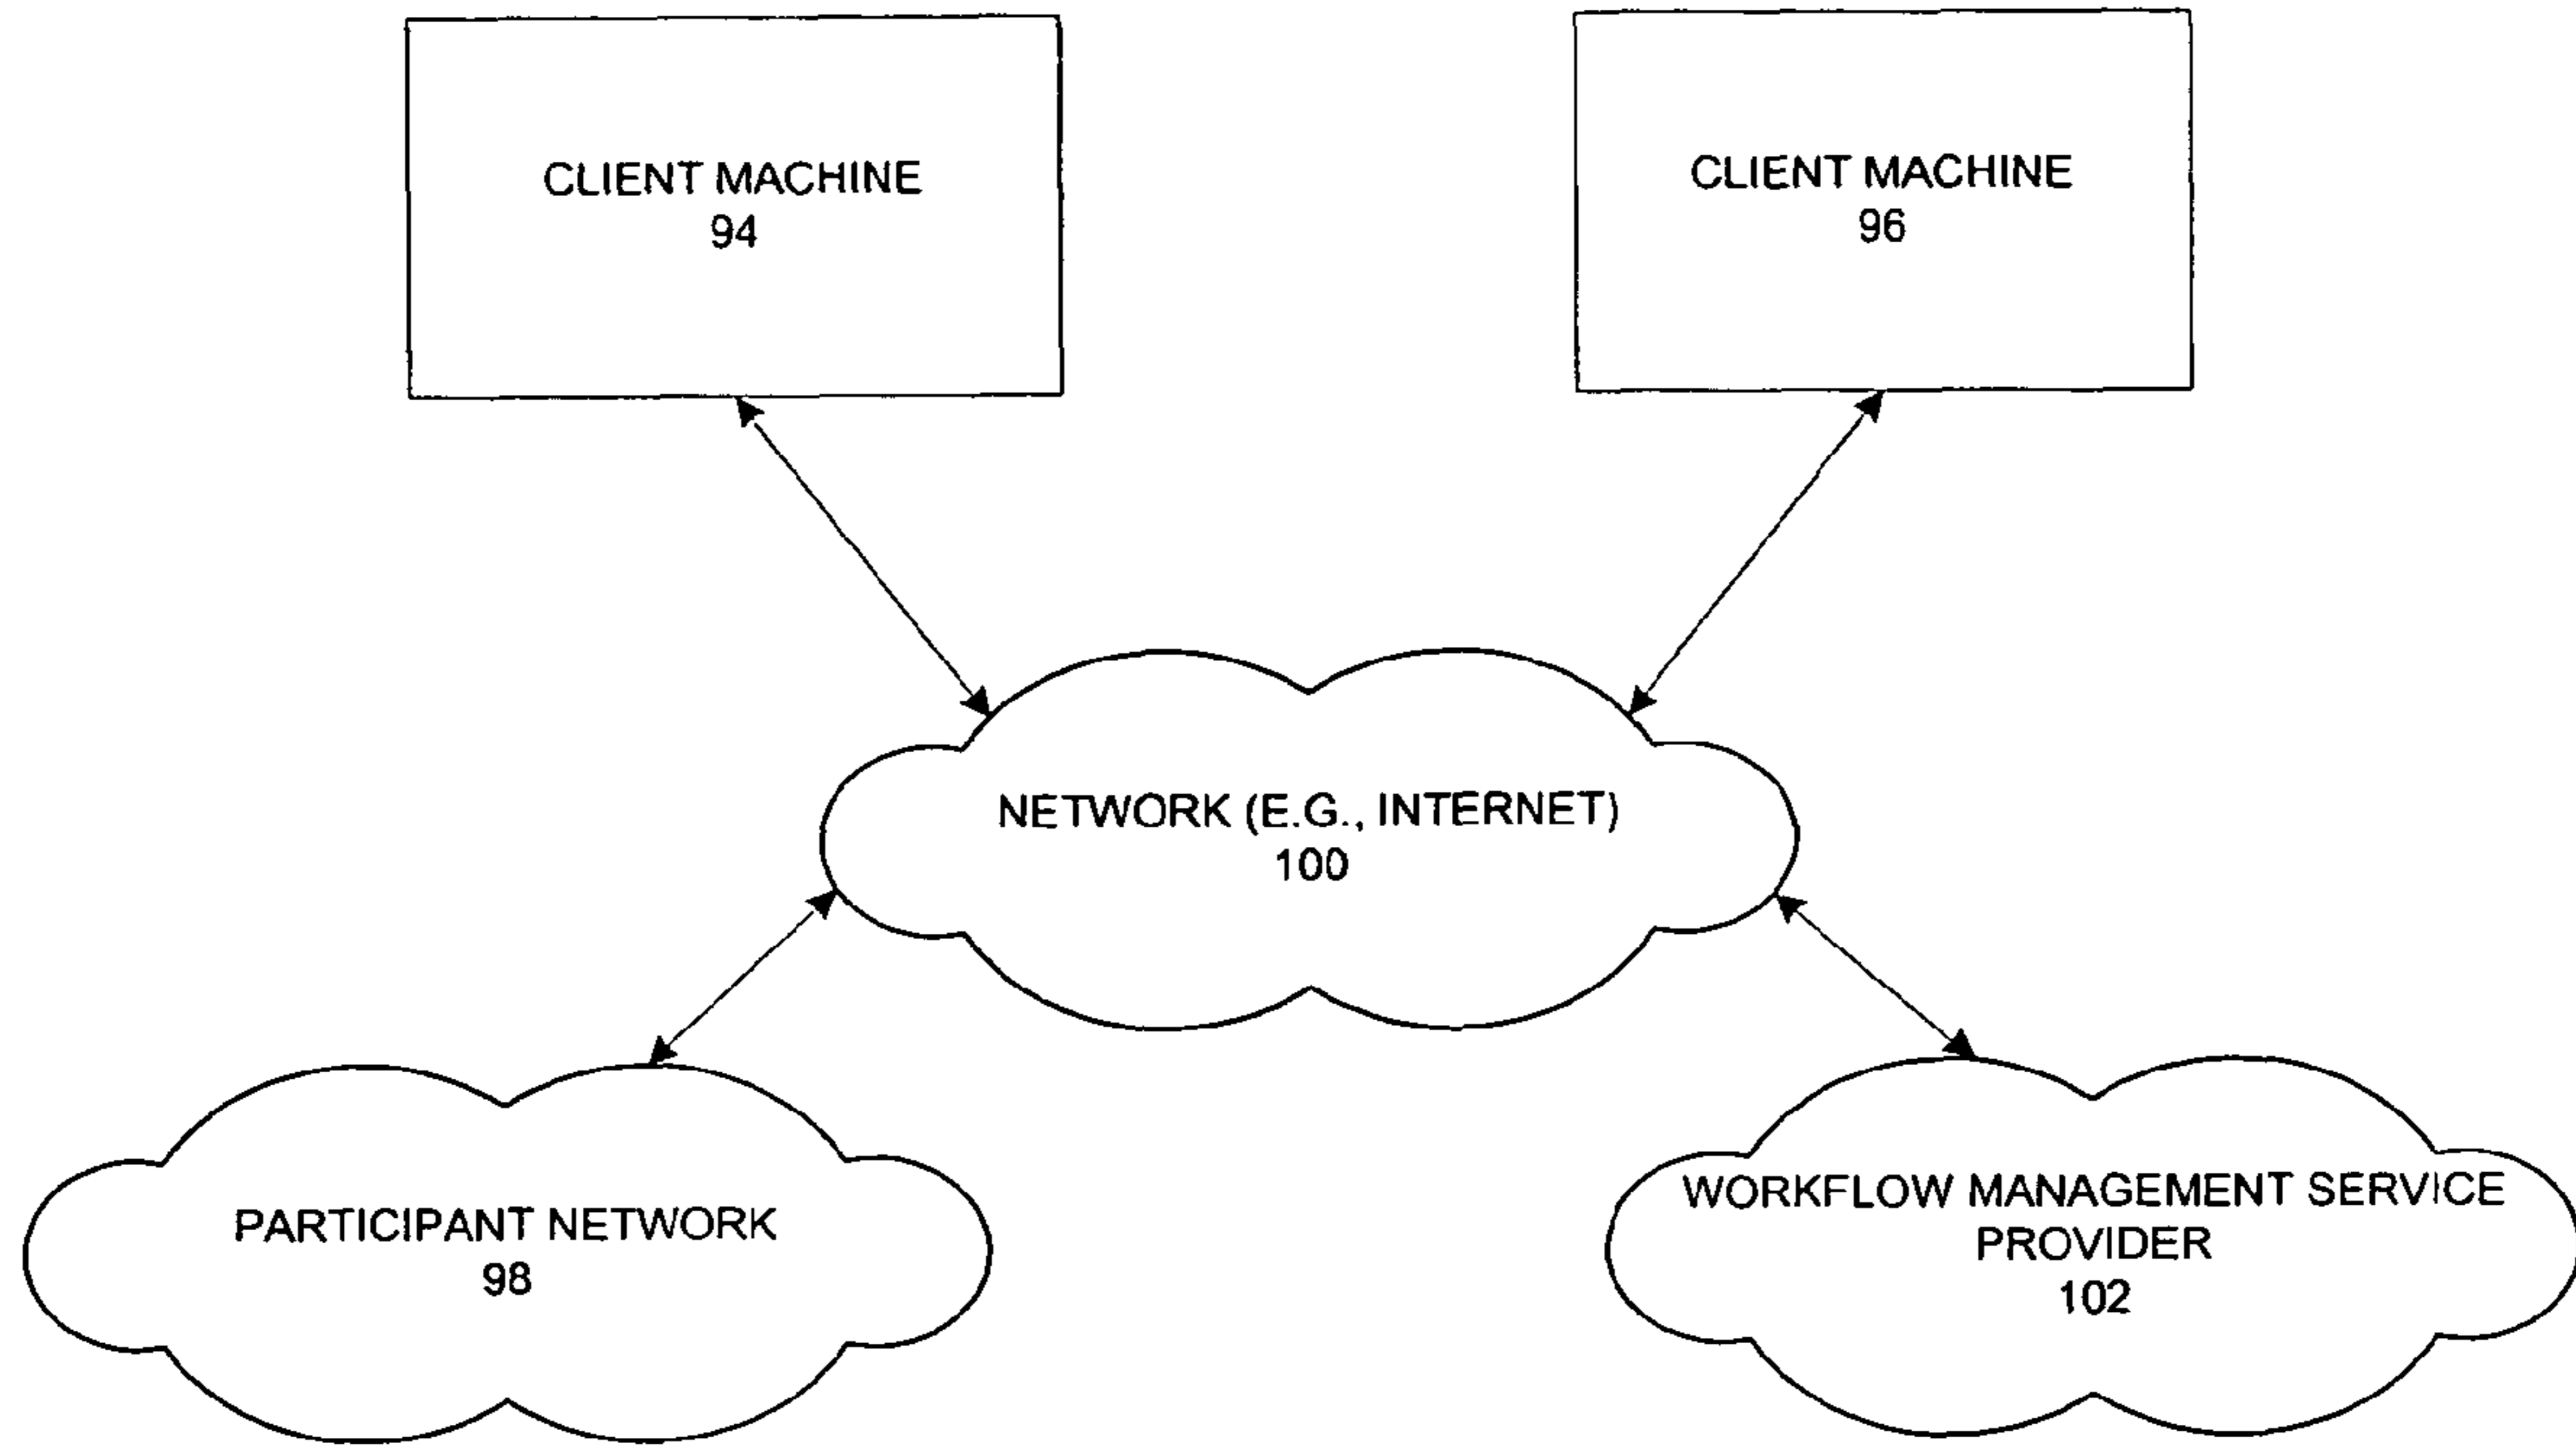 CLIENT MACHINE
94
CLIENT MACHINE
96
NETWORK (E.G., INTERNET)
100
PARTICIPANT NETWORK
98
WORKFLOW MANAGEMENT SERVICE
PROVIDER
102